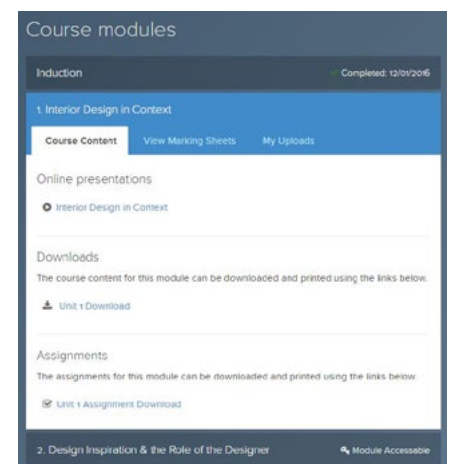 Course modules
Induction
Completed: 12/01/2016
1. Interior Design in Context
Course Content
View Marking Sheets
My Uploads
Online presentations
Interior Design in Context
Downloads
The course content for this module can be downloaded and printed using the links below.
Unit 1 Download
Assignments
The assignments for this module can be downloaded and printed using the links below.
Unit 1 Assignment Download
2. Design Inspiration & the Role of the Designer
Module Accessable